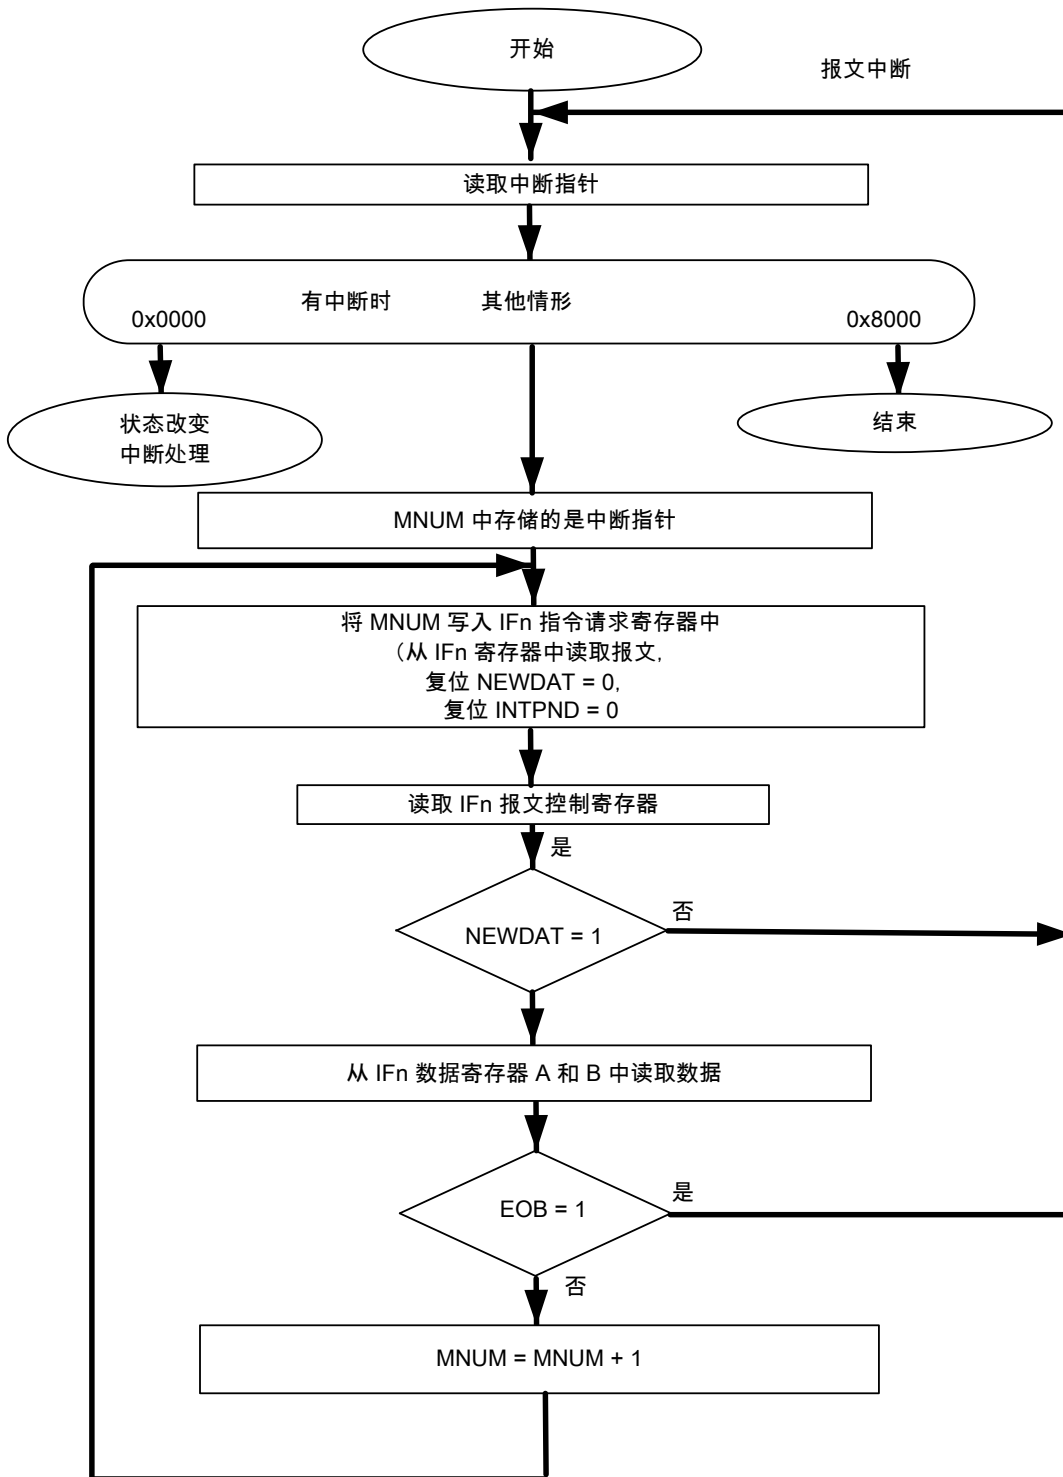 开始
报文中断
读取中断指针
有中断时 其他情形
0x0000 0x8000
状态改变
中断处理
结束
MNUM 中存储的是中断指针
将 MNUM 写入 IFn 指令请求寄存器中
（从 IFn 寄存器中读取报文,
复位 NEWDAT = 0,
复位 INTPND = 0
读取 IFn 报文控制寄存器
是
否
NEWDAT = 1
从 IFn 数据寄存器 A 和 B 中读取数据
是
EOB = 1
否
MNUM = MNUM + 1